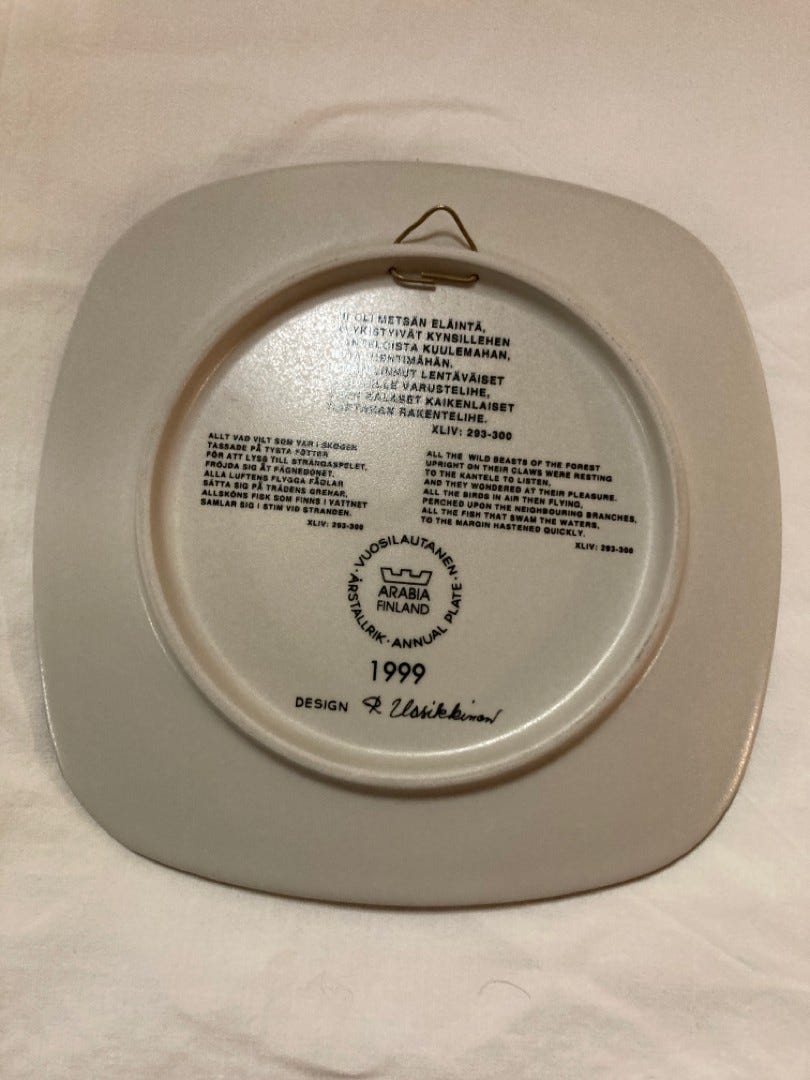 METSÄN ELÄINTÄ,
KYNSILLEHEN
KUULEMAHAN,
LENTÄVÄISET
VARUSTELIHE,
KAIKENLAISET
RAKENTELIHE.
XLIV: 293-300
ALLT VAD VILT SOM VAR I SKOGEN
TASSADE PÅ TYSTA FÖTTER
FÖR ATT LYSS TILL STRÄNGASPELET,
FRÖJDA SIG ÅT FÄGNEDONET.
ALLA LUFTENS FLYGGA FÅGLAR
SATTA SIG PÅ TRÄDENS GRENAR,
ALLSKÖNS FISK SOM FINNS I VATTNET
SAMLAR SIG I STIM VID STRANDEN.
XLIV: 293-300
ALL THE WILD BEASTS OF THE FOREST
UPRIGHT ON THEIR CLAWS WERE RESTING
TO THE KANTELE TO LISTEN,
AND THEY WONDERED AT THEIR PLEASURE.
ALL THE BIRDS IN AIR THEN FLYING,
PERCHED UPON THE NEIGHBOURING BRANCHES,
ALL THE FISH THAT SWAM THE WATERS,
TO THE MARGIN HASTENED QUICKLY.
XLIV: 293-300
VUOSILAUTANEN · ANNUAL PLATE · ÅRSTALLRIK
ARABIA
FINLAND
1999
DESIGN R Uosikkinen